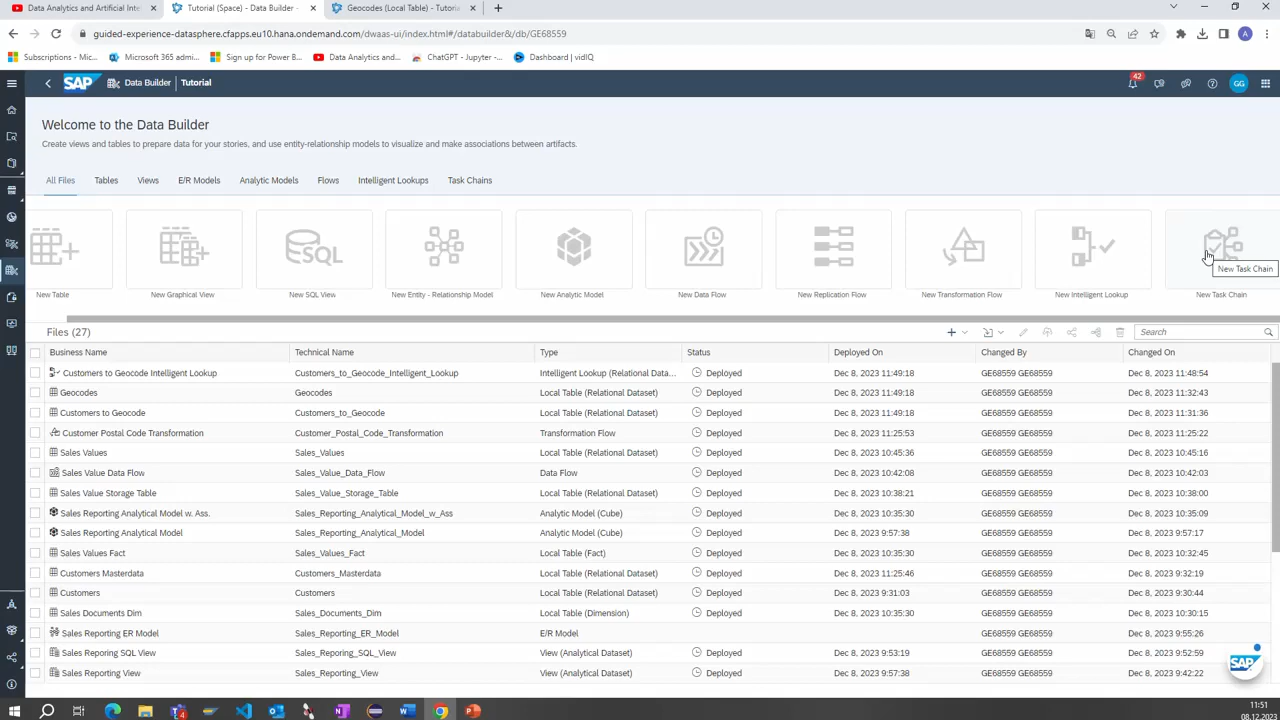 Data Analytics and Artificial Inte
Tutorial (Space) - Data Builder -
Geocodes (Local Table) - Tutoria
guided-experience-datasphere.cfapps.eu10.hana.ondemand.com/dwaas-ui/index.html#/databuilder&/db/GE68559
A
Subscriptions - Mic...
Microsoft 365 admi...
Sign up for Power B...
Data Analytics and...
ChatGPT - Jupyter -...
Dashboard | vidIQ
SAP
Data Builder
Tutorial
42
GG
Welcome to the Data Builder
Create views and tables to prepare data for your stories, and use entity-relationship models to visualize and make associations between artifacts.
All Files
Tables
Views
E/R Models
Analytic Models
Flows
Intelligent Lookups
Task Chains
SQL
New Task Chain
New Table
New Graphical View
New SQL View
New Entity - Relationship Model
New Analytic Model
New Data Flow
New Replication Flow
New Transformation Flow
New Intelligent Lookup
New Task Chain
Files (27)
Search
Business Name Technical Name Type Status Deployed On Changed By Changed On
Customers to Geocode Intelligent Lookup Customers_to_Geocode_Intelligent_Lookup Intelligent Lookup (Relational Data... Deployed Dec 8, 2023 11:49:18 GE68559 GE68559 Dec 8, 2023 11:48:54
Geocodes Geocodes Local Table (Relational Dataset) Deployed Dec 8, 2023 11:49:18 GE68559 GE68559 Dec 8, 2023 11:32:43
Customers to Geocode Customers_to_Geocode Local Table (Relational Dataset) Deployed Dec 8, 2023 11:49:18 GE68559 GE68559 Dec 8, 2023 11:31:36
Customer Postal Code Transformation Customer_Postal_Code_Transformation Transformation Flow Deployed Dec 8, 2023 11:25:53 GE68559 GE68559 Dec 8, 2023 11:25:22
Sales Values Sales_Values Local Table (Relational Dataset) Deployed Dec 8, 2023 10:45:36 GE68559 GE68559 Dec 8, 2023 10:45:16
Sales Value Data Flow Sales_Value_Data_Flow Data Flow Deployed Dec 8, 2023 10:42:08 GE68559 GE68559 Dec 8, 2023 10:42:03
Sales Value Storage Table Sales_Value_Storage_Table Local Table (Relational Dataset) Deployed Dec 8, 2023 10:38:21 GE68559 GE68559 Dec 8, 2023 10:38:00
Sales Reporting Analytical Model w. Ass. Sales_Reporting_Analytical_Model_w_Ass Analytic Model (Cube) Deployed Dec 8, 2023 10:35:30 GE68559 GE68559 Dec 8, 2023 10:35:09
Sales Reporting Analytical Model Sales_Reporting_Analytical_Model Analytic Model (Cube) Deployed Dec 8, 2023 9:57:38 GE68559 GE68559 Dec 8, 2023 9:57:17
Sales Values Fact Sales_Values_Fact Local Table (Fact) Deployed Dec 8, 2023 10:35:30 GE68559 GE68559 Dec 8, 2023 10:32:45
Customers Masterdata Customers_Masterdata Local Table (Relational Dataset) Deployed Dec 8, 2023 11:25:46 GE68559 GE68559 Dec 8, 2023 9:32:19
Customers Customers Local Table (Relational Dataset) Deployed Dec 8, 2023 9:31:03 GE68559 GE68559 Dec 8, 2023 9:30:44
Sales Documents Dim Sales_Documents_Dim Local Table (Dimension) Deployed Dec 8, 2023 10:35:30 GE68559 GE68559 Dec 8, 2023 10:30:15
Sales Reporting ER Model Sales_Reporting_ER_Model E/R Model GE68559 GE68559 Dec 8, 2023 9:55:26
Sales Reporing SQL View Sales_Reporing_SQL_View View (Analytical Dataset) Deployed Dec 8, 2023 9:53:19 GE68559 GE68559 Dec 8, 2023 9:52:59
Sales Reporting View Sales_Reporting_View View (Analytical Dataset) Deployed Dec 8, 2023 9:57:38 GE68559 GE68559 Dec 8, 2023 9:42:22
SAP
11:51
08.12.2023